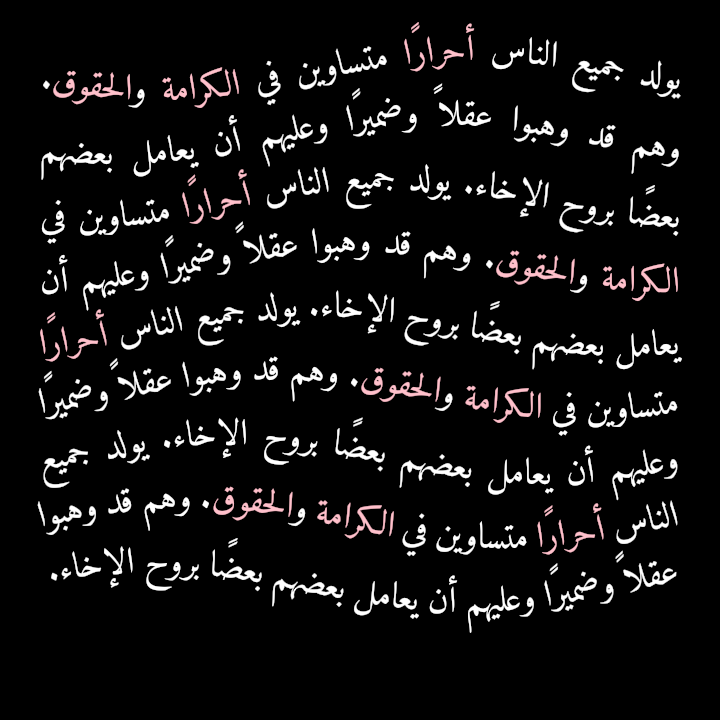 يولد جميع الناس أحرارًا متساوين في الكرامة والحقوق.
وهم قد وهبوا عقلاً وضميرًا وعليهم أن يعامل بعضهم
بعضًا بروح الإخاء. يولد جميع الناس أحرارًا متساوين في
الكرامة والحقوق. وهم قد وهبوا عقلاً وضميرًا وعليهم أن
يعامل بعضهم بعضًا بروح الإخاء. يولد جميع الناس أحرارًا
متساوين في الكرامة والحقوق. وهم قد وهبوا عقلاً وضميرًا
وعليهم أن يعامل بعضهم بعضًا بروح الإخاء. يولد جميع
الناس أحرارًا متساوين في الكرامة والحقوق. وهم قد وهبوا
عقلاً وضميرًا وعليهم أن يعامل بعضهم بعضًا بروح الإخاء.